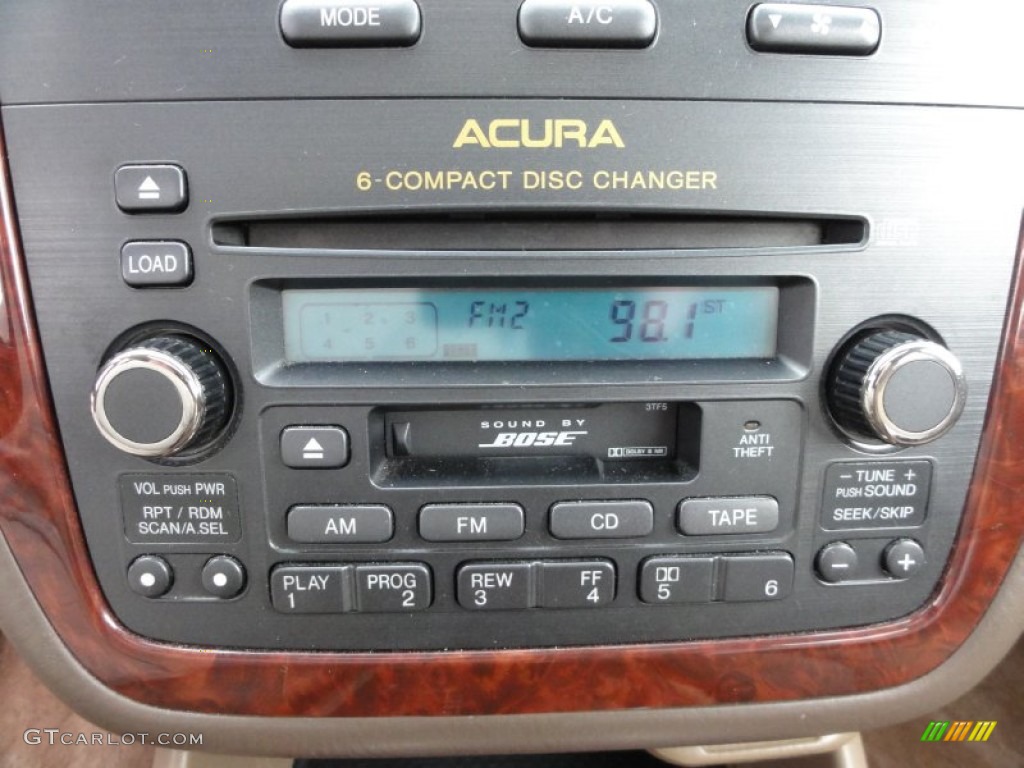 MODE
A/C
ACURA
6-COMPACT DISC CHANGER
LOAD
1 2 3
4 5 6
FM2
98.1 ST
3TF5
SOUND BY
BOSE
DOLBY B NR
ANTI
THEFT
VOL PUSH PWR
RPT / RDM
SCAN/A.SEL
- TUNE +
PUSH SOUND
SEEK/SKIP
AM
FM
CD
TAPE
PLAY
1
PROG
2
REW
3
FF
4
5
6
- +
GTCARLOT.COM